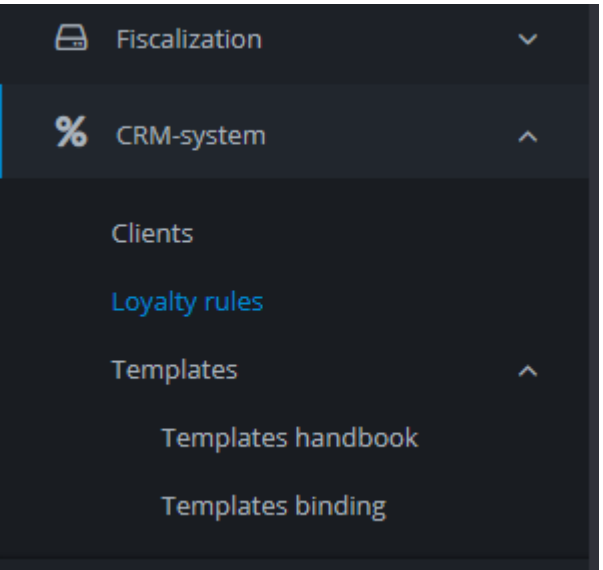 Fiscalization
% CRM-system
Clients
Loyalty rules
Templates
Templates handbook
Templates binding